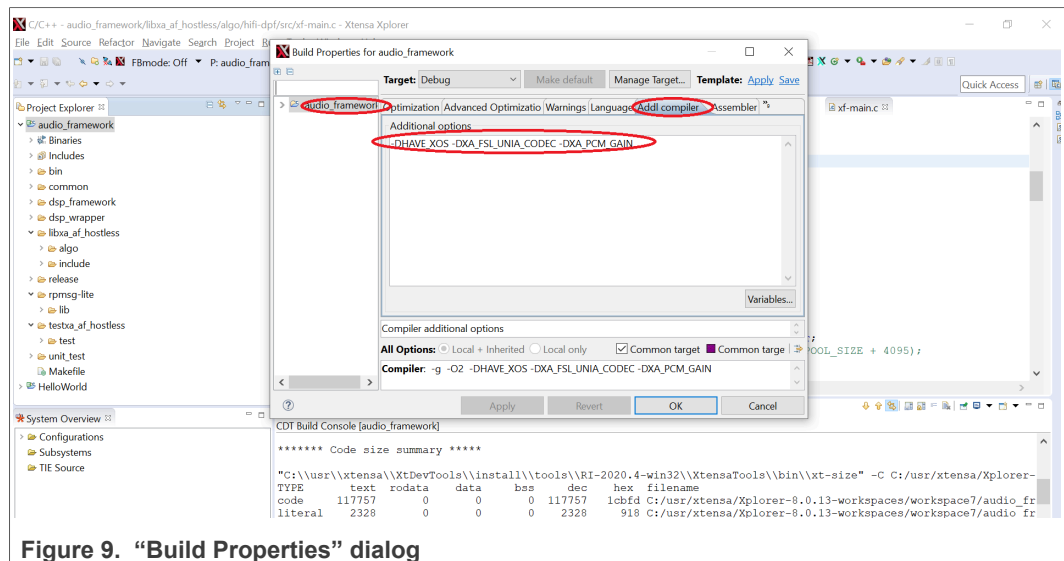 C/C++ - audio_framework/libxa_af_hostless/algo/hifi-dpf/src/xf-main.c - Xtensa Xplorer
File Edit Source Refactor Navigate Search Project
FBmode: Off P: audio_fram
Quick Access
Project Explorer
audio_framework
Binaries
Includes
bin
common
dsp_framework
dsp_wrapper
libxa_af_hostless
algo
include
release
rpmsg-lite
lib
testxa_af_hostless
test
unit_test
Makefile
HelloWorld
System Overview
Configurations
Subsystems
TIE Source
Build Properties for audio_framework
Target: Debug Make default Manage Target... Template: Apply Save
audio_framework
Optimization Advanced Optimizatio Warnings Language Addl compiler Assembler
Additional options
-DHAVE_XOS -DXA_FSL_UNIA_CODEC -DXA_PCM_GAIN
Variables...
Compiler additional options
All Options: Local + Inherited Local only Common target Common targe
Compiler: -g -O2 -DHAVE_XOS -DXA_FSL_UNIA_CODEC -DXA_PCM_GAIN
Apply Revert OK Cancel
xf-main.c
;
POOL_SIZE + 4095);
CDT Build Console [audio_framework]
******* Code size summary *****
"C:\\usr\\xtensa\\XtDevTools\\install\\tools\\RI-2020.4-win32\\XtensaTools\\bin\\xt-size" -C C:/usr/xtensa/Xplorer-
TYPE text rodata data bss dec hex filename
code 117757 0 0 0 117757 1cbfd C:/usr/xtensa/Xplorer-8.0.13-workspaces/workspace7/audio_fr
literal 2328 0 0 0 2328 918 C:/usr/xtensa/Xplorer-8.0.13-workspaces/workspace7/audio_fr
Figure 9. “Build Properties” dialog